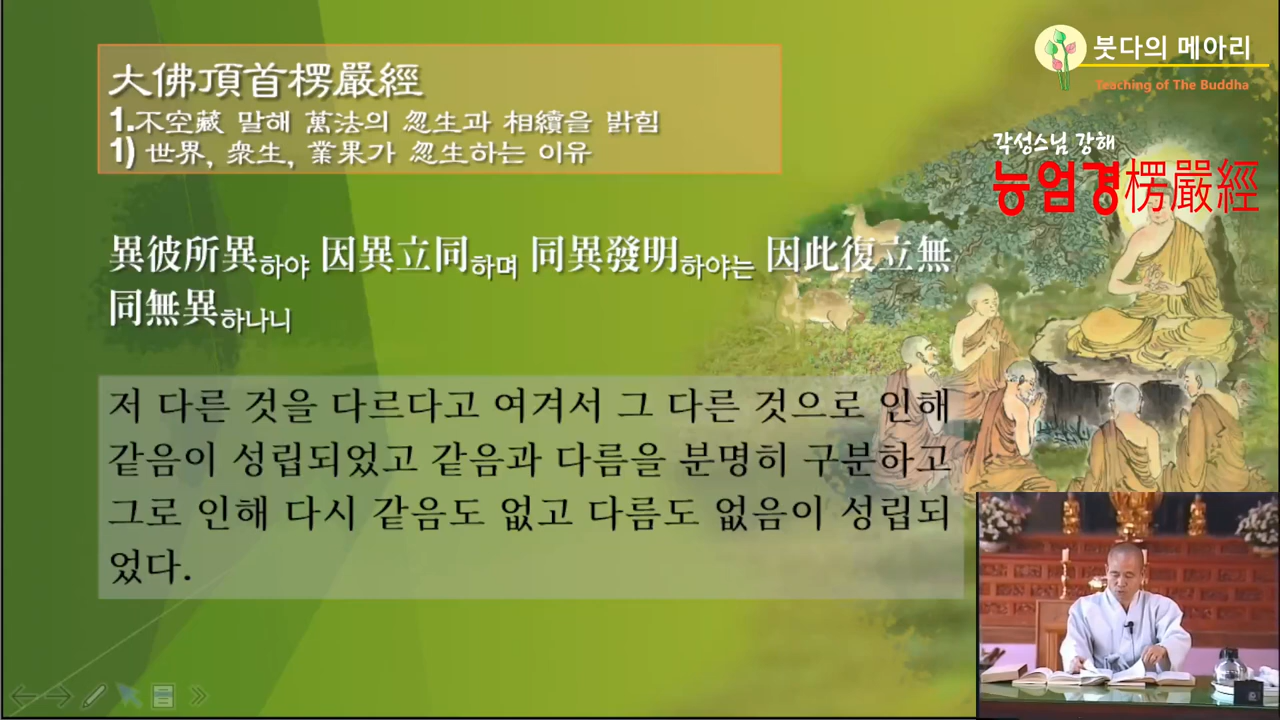 大佛頂首楞嚴經
1.不空藏 말해 萬法의 忽生과 相續을 밝힘
1) 世界, 衆生, 業果가 忽生하는 이유
붓다의 메아리
Teaching of The Buddha
각성스님 강해
능엄경楞嚴經
異彼所異하야 因異立同하며 同異發明하야는 因此復立無
同無異하나니
저 다른 것을 다르다고 여겨서 그 다른 것으로 인해
같음이 성립되었고 같음과 다름을 분명히 구분하고
그로 인해 다시 같음도 없고 다름도 없음이 성립되
었다.